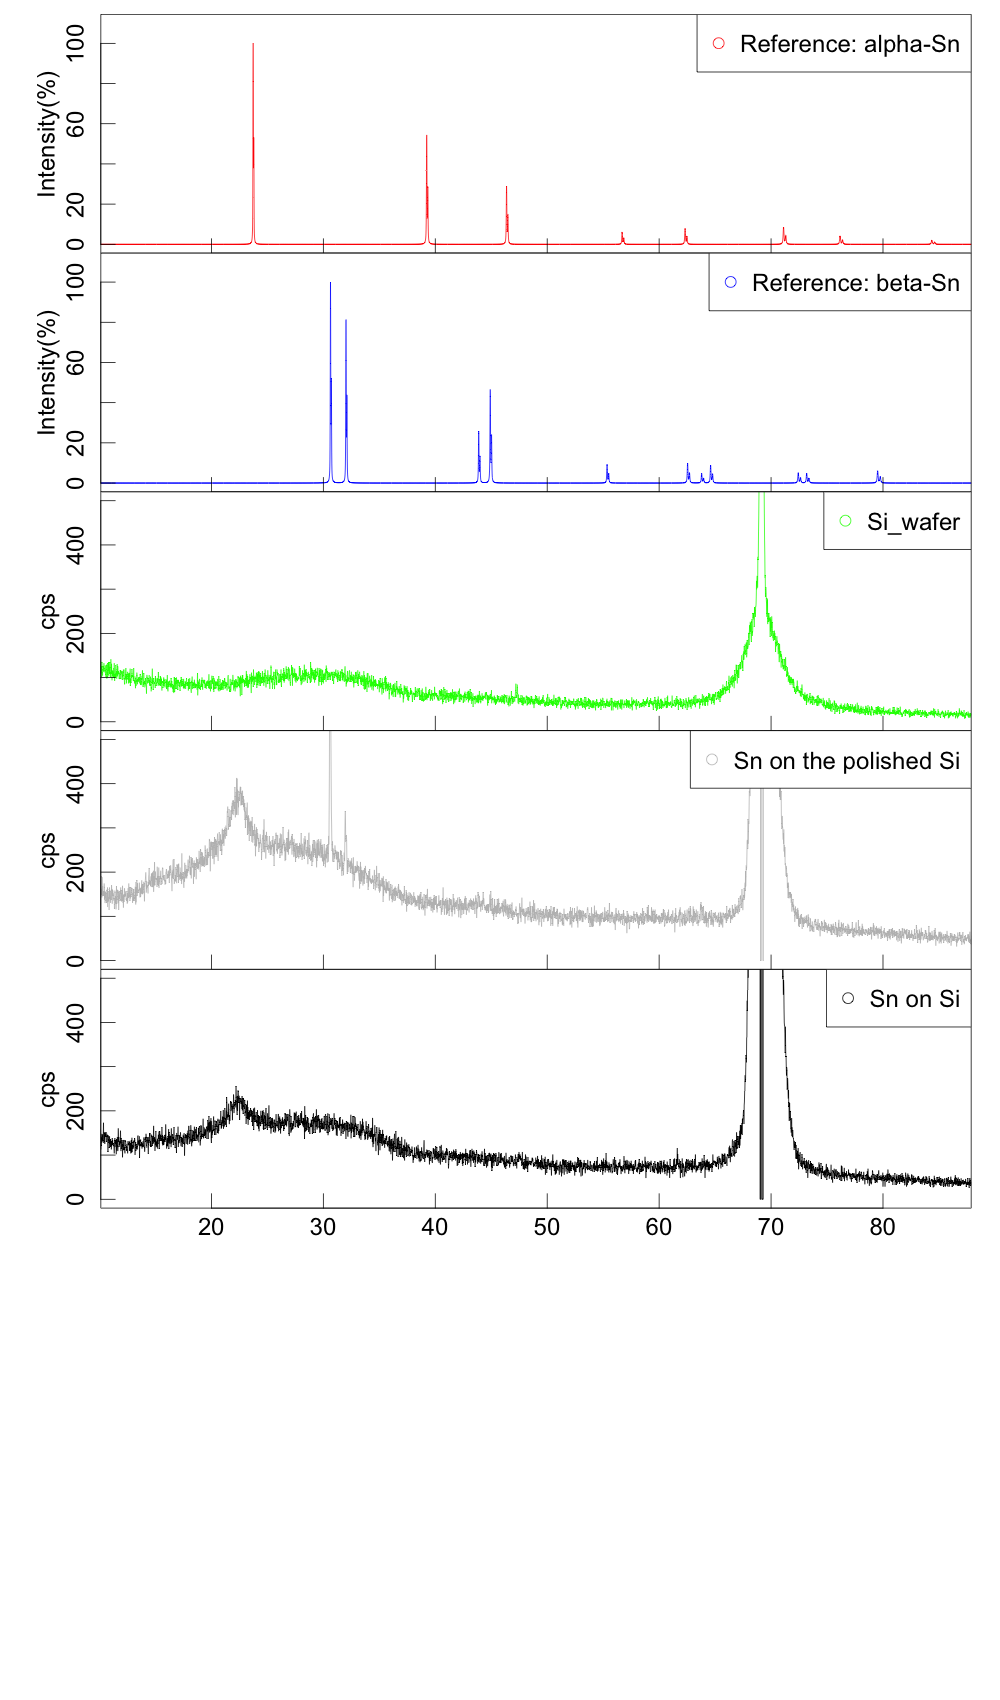 Reference: alpha-Sn
Intensity(%)
0 20 60 100
Reference: beta-Sn
Intensity(%)
0 20 60 100
Si_wafer
cps
0 200 400
Sn on the polished Si
cps
0 200 400
Sn on Si
cps
0 200 400
20 30 40 50 60 70 80